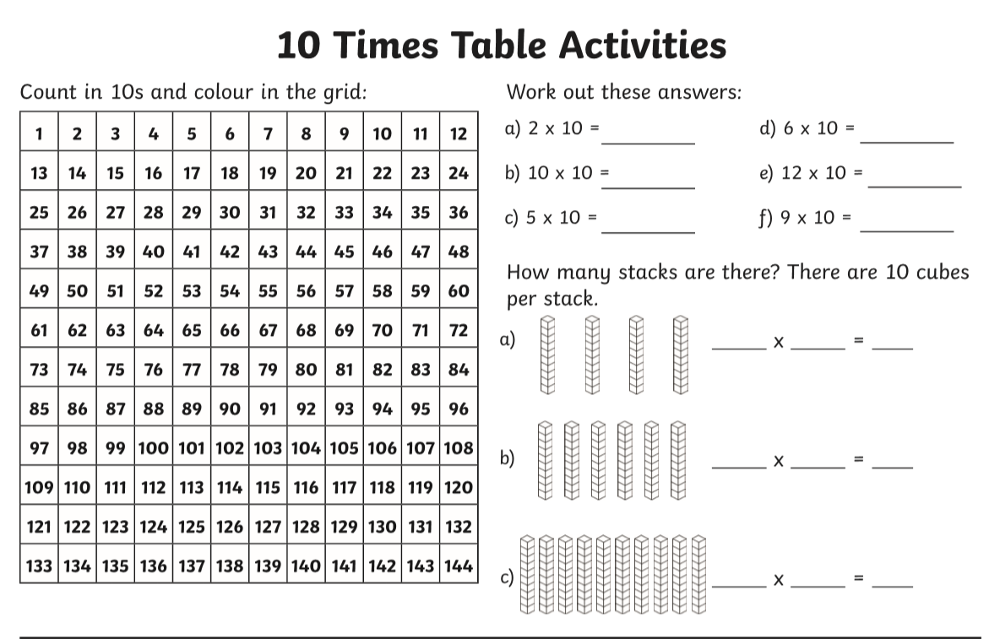 10 Times Table Activities
Count in 10s and colour in the grid:
1 2 3 4 5 6 7 8 9 10 11 12
13 14 15 16 17 18 19 20 21 22 23 24
25 26 27 28 29 30 31 32 33 34 35 36
37 38 39 40 41 42 43 44 45 46 47 48
49 50 51 52 53 54 55 56 57 58 59 60
61 62 63 64 65 66 67 68 69 70 71 72
73 74 75 76 77 78 79 80 81 82 83 84
85 86 87 88 89 90 91 92 93 94 95 96
97 98 99 100 101 102 103 104 105 106 107 108
109 110 111 112 113 114 115 116 117 118 119 120
121 122 123 124 125 126 127 128 129 130 131 132
133 134 135 136 137 138 139 140 141 142 143 144
Work out these answers:
a) 2 x 10 = ________
d) 6 x 10 = ________
b) 10 x 10 = ________
e) 12 x 10 = ________
c) 5 x 10 = ________
f) 9 x 10 = ________
How many stacks are there? There are 10 cubes
per stack.
a) _____ x _____ = ____
b) _____ x _____ = ____
c) _____ x _____ = ____